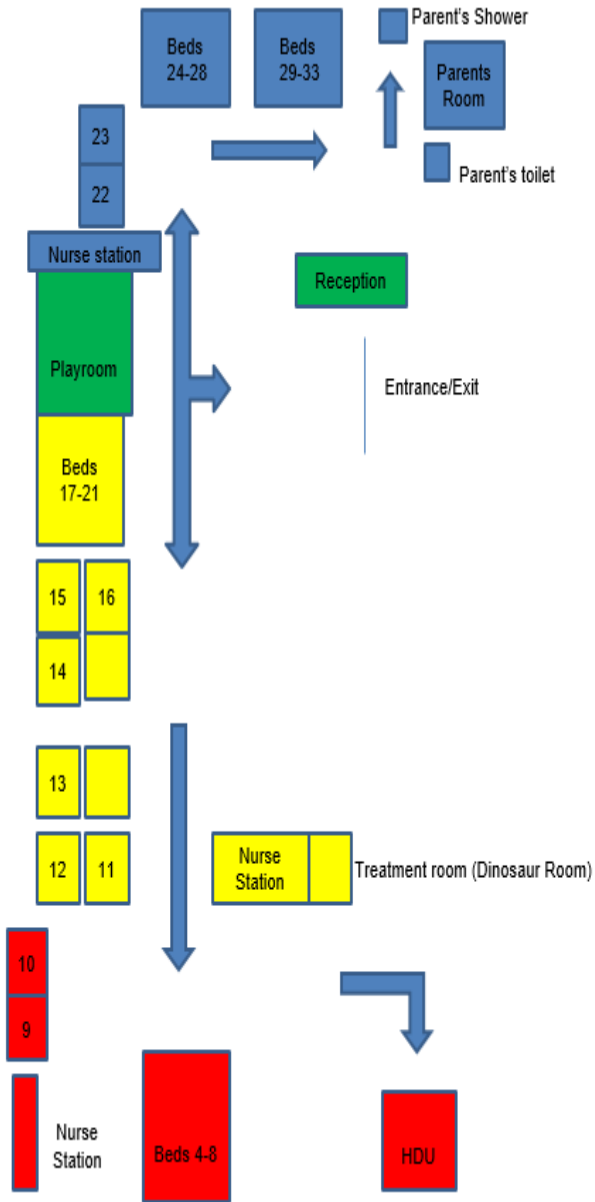 Parent's Shower
Beds
24-28
Beds
29-33
Parents
Room
23
22
Parent's toilet
Nurse station
Reception
Playroom
Entrance/Exit
Beds
17-21
15
16
14
13
12
11
Nurse
Station
Treatment room (Dinosaur Room)
10
9
Nurse
Station
Beds 4-8
HDU